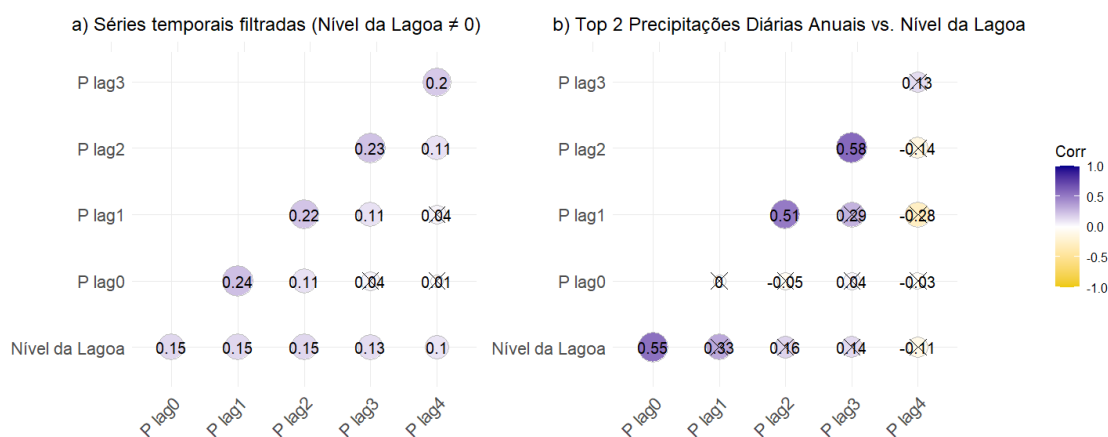 a) Séries temporais filtradas (Nível da Lagoa ≠ 0)
P lag3
0.2
P lag2
0.23 0.11
P lag1
0.22 0.11 0.04
P lag0
0.24 0.11 0.04 0.01
Nível da Lagoa
0.15 0.15 0.15 0.13 0.1
P lag0 P lag1 P lag2 P lag3 P lag4
b) Top 2 Precipitações Diárias Anuais vs. Nível da Lagoa
P lag3
0.13
P lag2
0.58 -0.14
P lag1
0.51 0.29 -0.28
P lag0
0 -0.05 0.04 -0.03
Nível da Lagoa
0.55 0.33 0.16 0.14 -0.11
P lag0 P lag1 P lag2 P lag3 P lag4
Corr
1.0
0.5
0.0
-0.5
-1.0